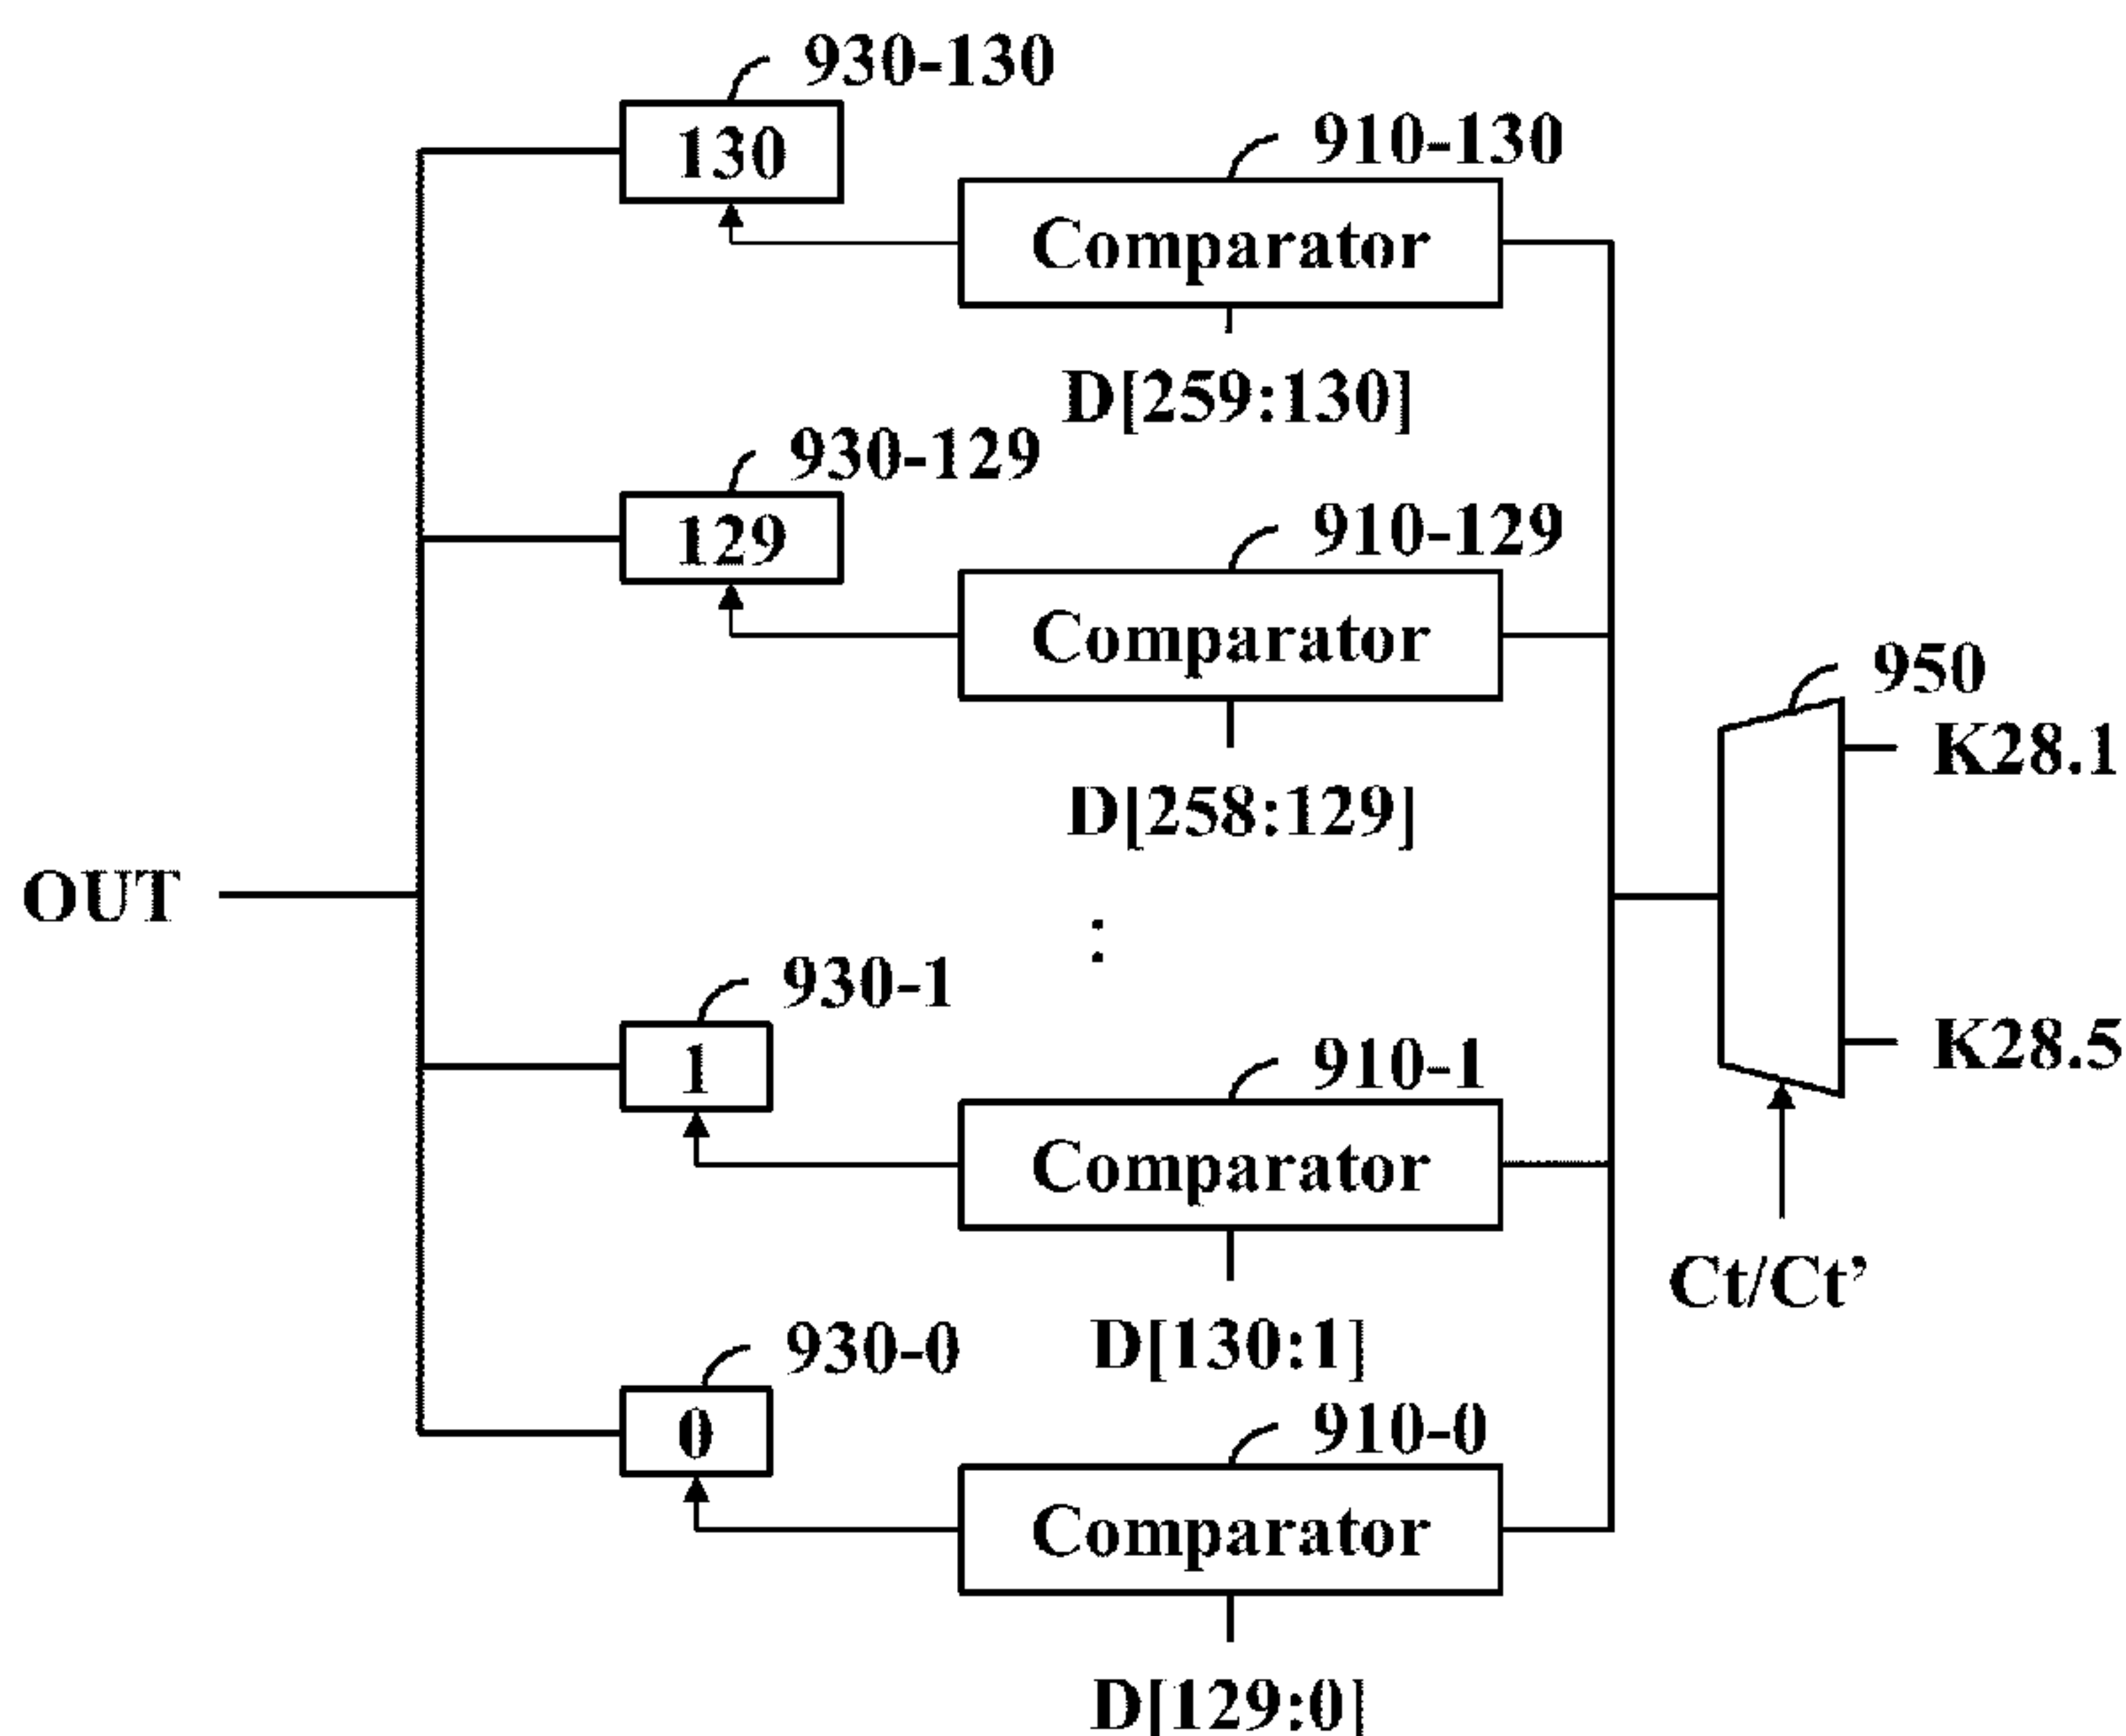 930-130
130
910-130
Comparator
D[259:130]
930-129
129
910-129
Comparator
D[258:129]
950
K28.1
OUT
:
930-1
1
910-1
Comparator
K28.5
Ct/Ct’
D[130:1]
930-0
0
910-0
Comparator
D[129:0]